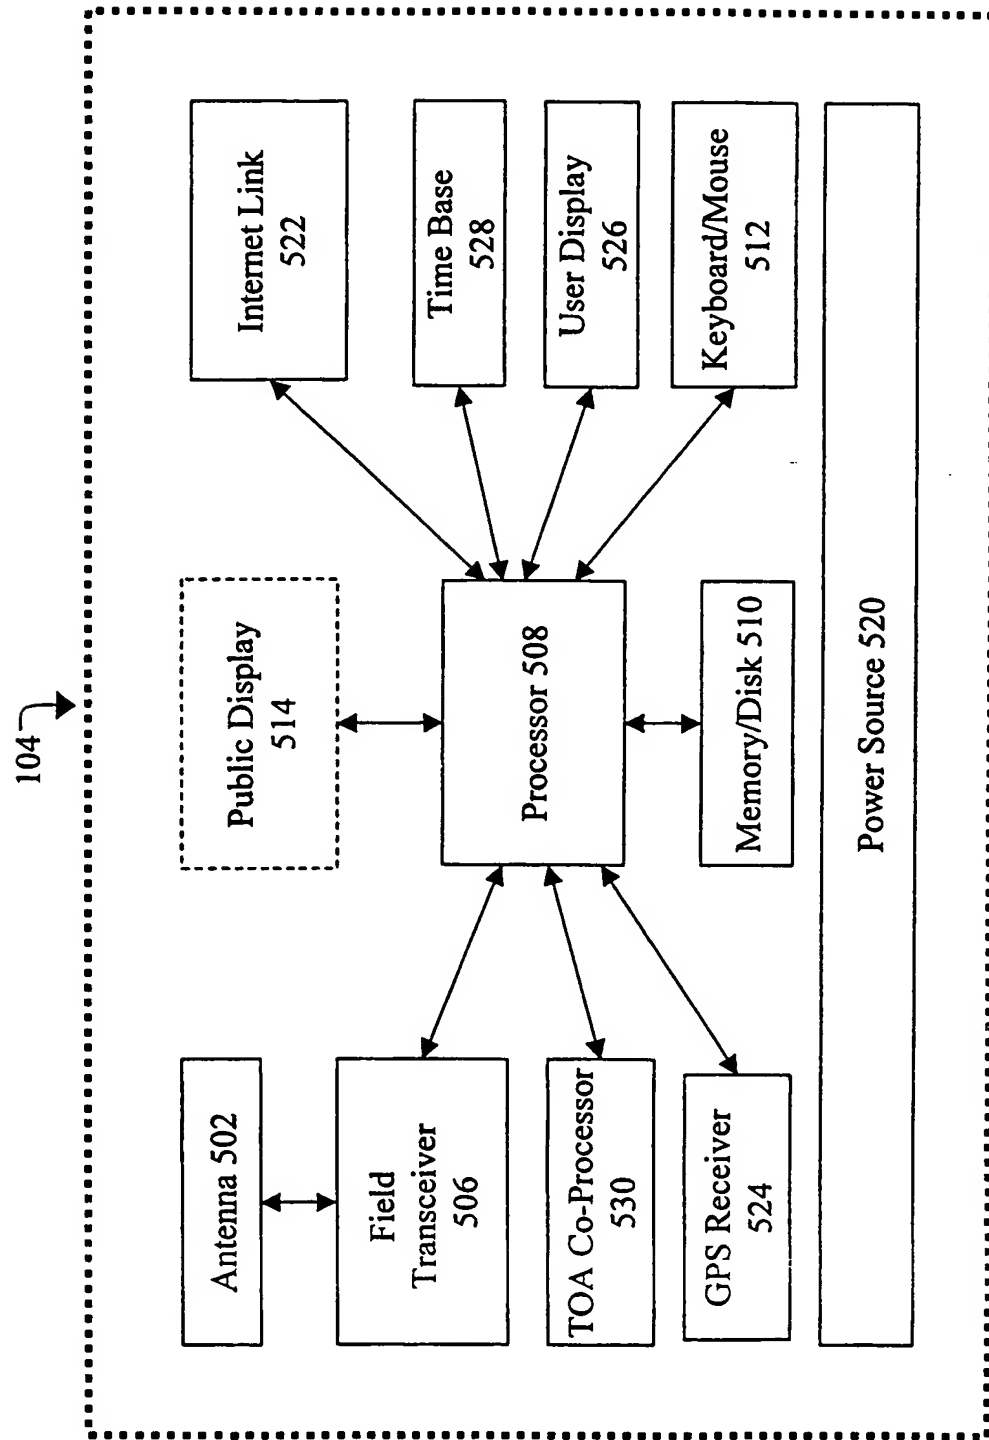 104
Antenna 502
Field
Transceiver
506
TOA Co-Processor
530
GPS Receiver
524
Public Display
514
Processor 508
Memory/Disk 510
Internet Link
522
Time Base
528
User Display
526
Keyboard/Mouse
512
Power Source 520